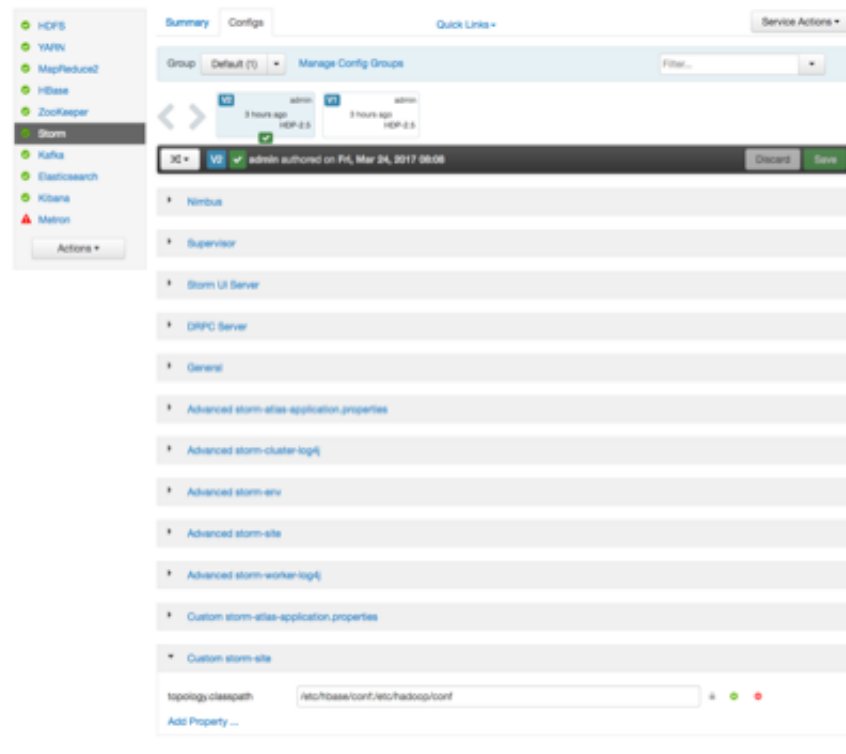 HDFS
YARN
MapReduce2
HBase
ZooKeeper
Storm
Kafka
Elasticsearch
Kibana
Metron
Actions
Summary Configs Quick Links Service Actions
Group Default (1) Manage Config Groups Filter...
V2 admin
3 hours ago
HDP-2.5
V1 admin
3 hours ago
HDP-2.5
V2 admin authored on Fri, Mar 24, 2017 08:08 Discard Save
Nimbus
Supervisor
Storm UI Server
DRPC Server
General
Advanced storm-atlas-application.properties
Advanced storm-cluster-log4j
Advanced storm-env
Advanced storm-site
Advanced storm-worker-log4j
Custom storm-atlas-application.properties
Custom storm-site
topology.classpath /etc/hbase/conf:/etc/hadoop/conf
Add Property ...